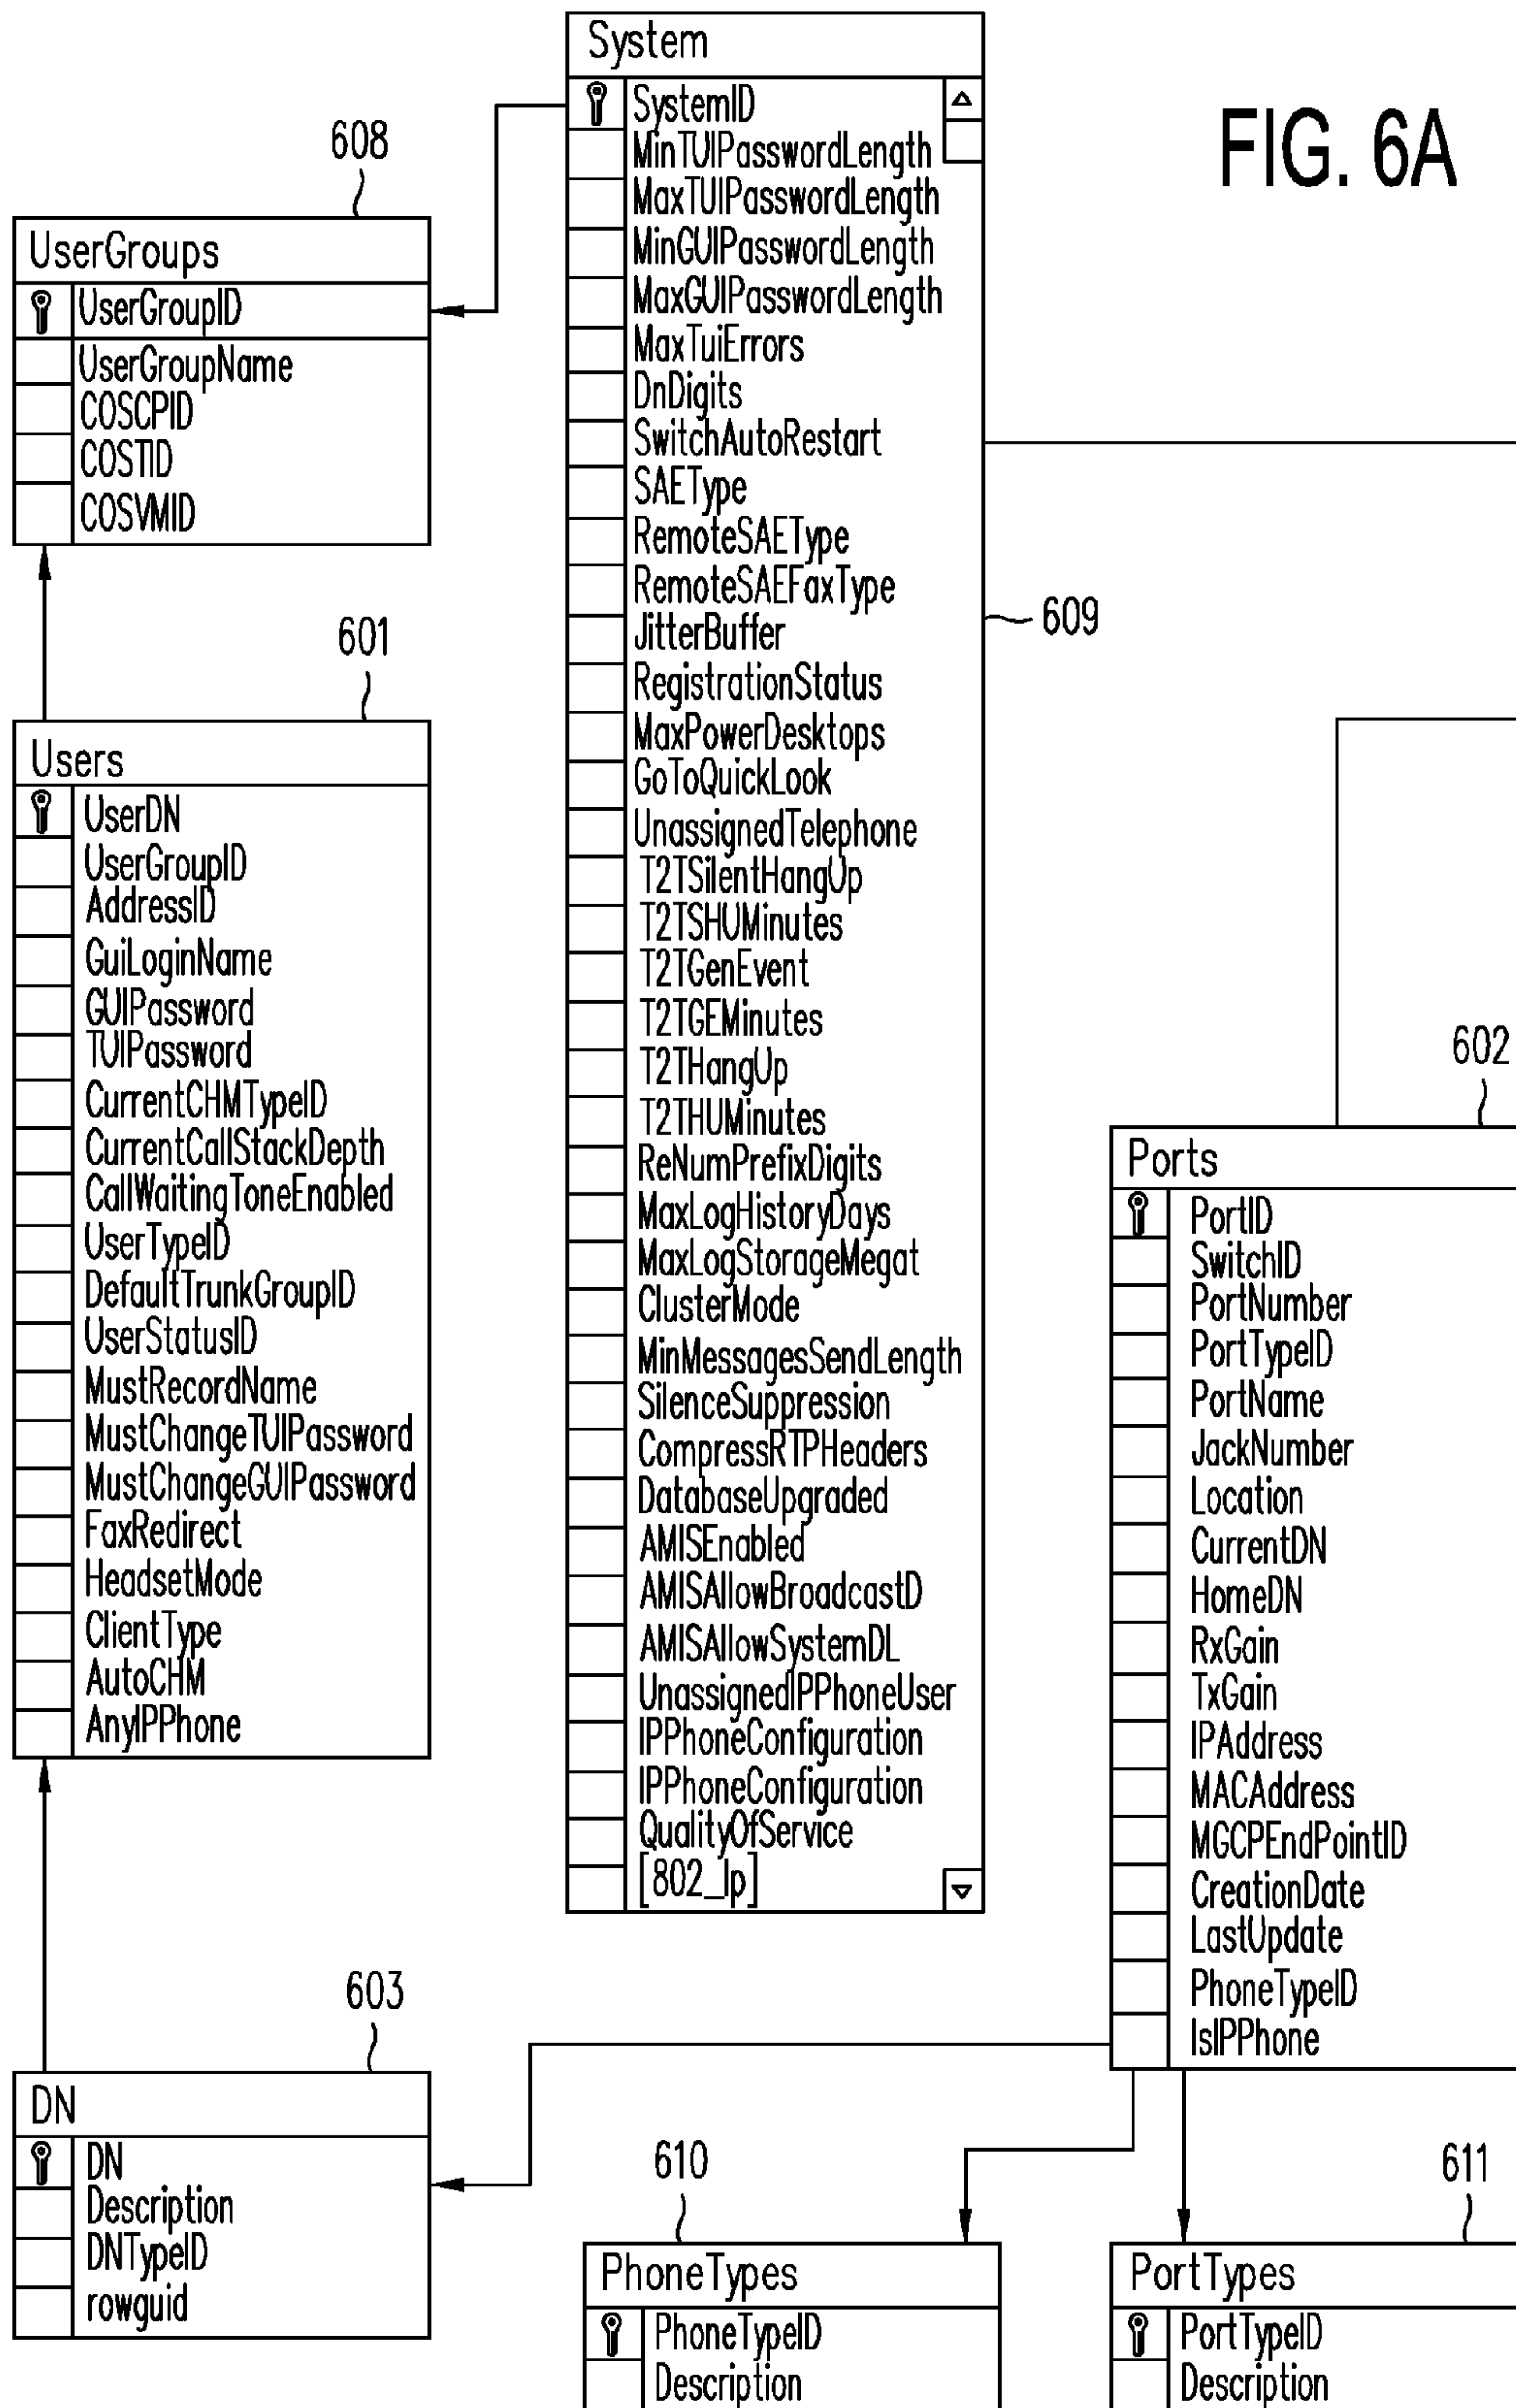 FIG. 6A
System
SystemID
MinTUIPasswordLength
MaxTUIPasswordLength
MinGUIPasswordLength
MaxGUIPasswordLength
MaxTuiErrors
DnDigits
SwitchAutoRestart
SAEType
RemoteSAEType
RemoteSAEFaxType
JitterBuffer
RegistrationStatus
MaxPowerDesktops
GoToQuickLook
UnassignedTelephone
T2TSilentHangUp
T2TSHUMinutes
T2TGenEvent
T2TGEMinutes
T2THangUp
T2THUMinutes
ReNumPrefixDigits
MaxLogHistoryDays
MaxLogStorageMegat
ClusterMode
MinMessagesSendLength
SilenceSuppression
CompressRTPHeaders
DatabaseUpgraded
AMISEnabled
AMISAllowBroadcastD
AMISAllowSystemDL
UnassignedIPPhoneUser
IPPhoneConfiguration
IPPhoneConfiguration
QualityOfService
[802_Ip]
609
608
UserGroups
UserGroupID
UserGroupName
COSCPID
COSTID
COSVMID
601
Users
UserDN
UserGroupID
AddressID
GuiLoginName
GUIPassword
TUIPassword
CurrentCHMTypeID
CurrentCallStackDepth
CallWaitingToneEnabled
UserTypeID
DefaultTrunkGroupID
UserStatusID
MustRecordName
MustChangeTUIPassword
MustChangeGUIPassword
FaxRedirect
HeadsetMode
ClientType
AutoCHM
AnyIPPhone
602
Ports
PortID
SwitchID
PortNumber
PortTypeID
PortName
JackNumber
Location
CurrentDN
HomeDN
RxGain
TxGain
IPAddress
MACAddress
MGCPEndPointID
CreationDate
LastUpdate
PhoneTypeID
IsIPPhone
603
DN
DN
Description
DNTypeID
rowguid
610
PhoneTypes
PhoneTypeID
Description
611
PortTypes
PortTypeID
Description